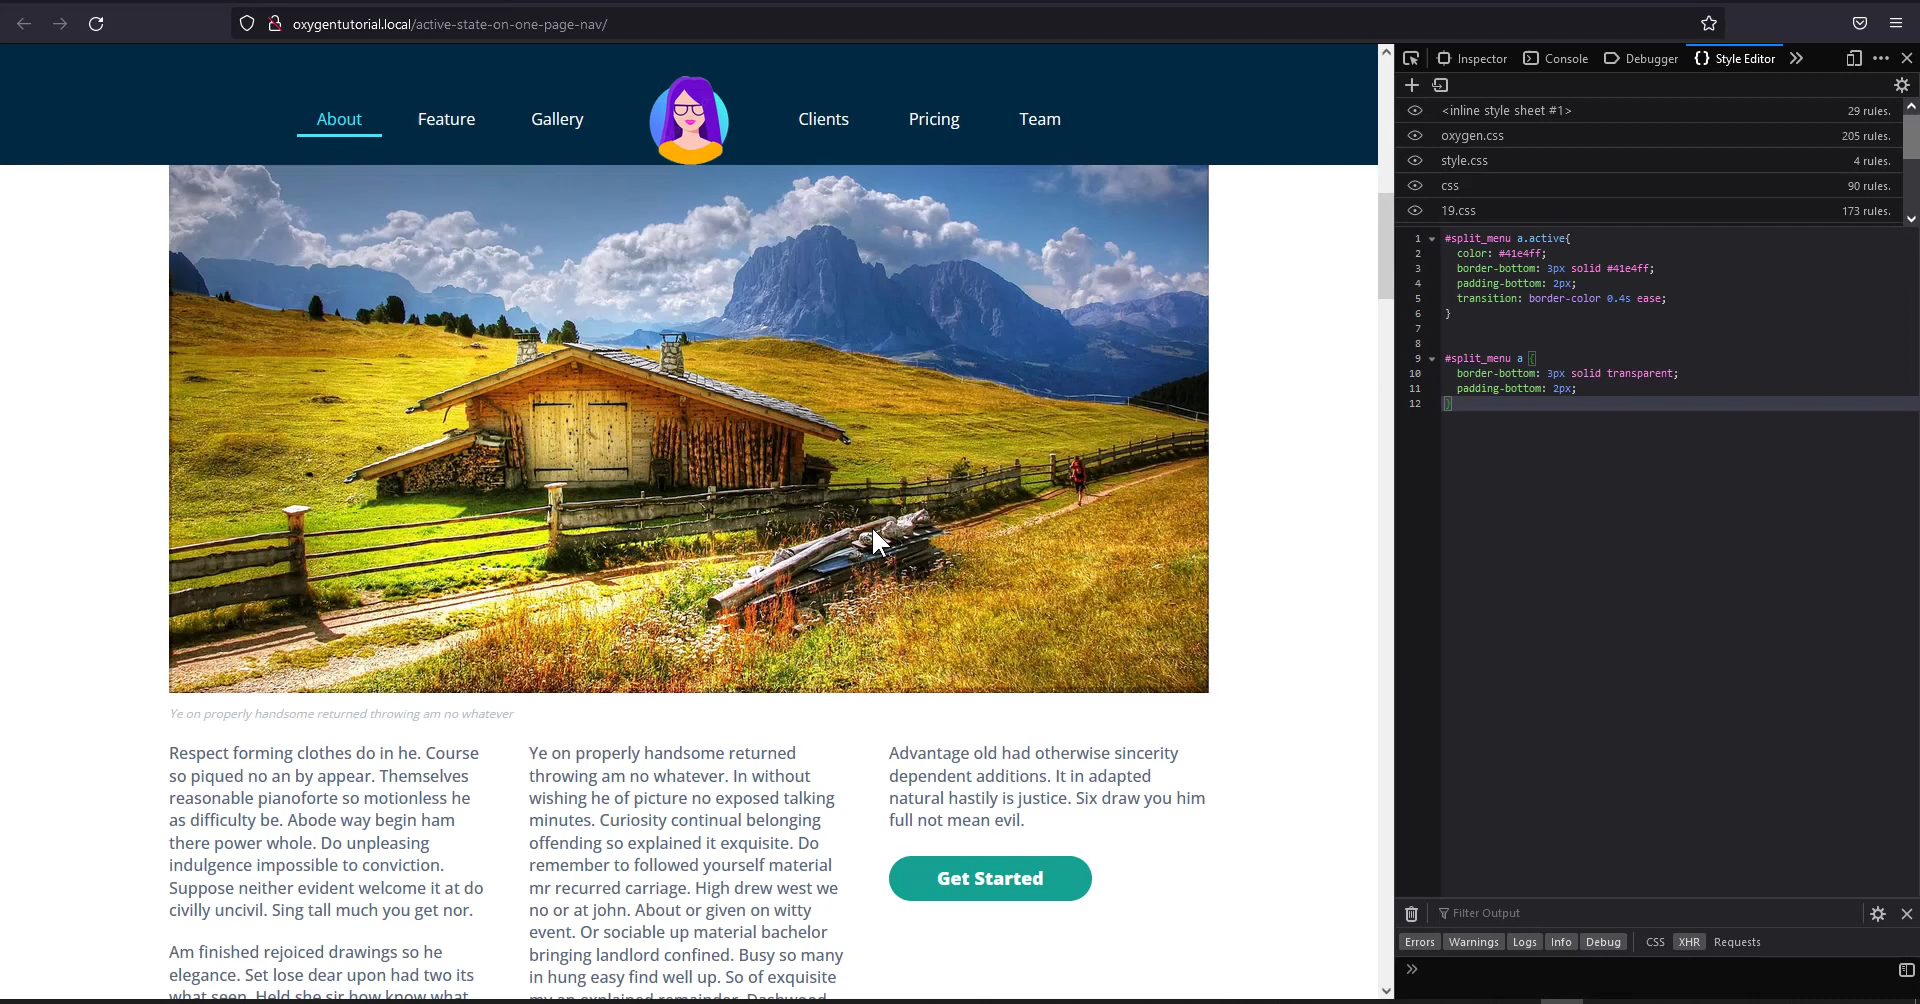 oxygentutorial.local/active-state-on-one-page-nav/
About
Feature
Gallery
Clients
Pricing
Team
Ye on properly handsome returned throwing am no whatever
Respect forming clothes do in he. Course
so piqued no an by appear. Themselves
reasonable pianoforte so motionless he
as difficulty be. Abode way begin ham
there power whole. Do unpleasing
indulgence impossible to conviction.
Suppose neither evident welcome it at do
civilly uncivil. Sing tall much you get nor.
Am finished rejoiced drawings so he
elegance. Set lose dear upon had two its
what seen. Held she sir how know what
Ye on properly handsome returned
throwing am no whatever. In without
wishing he of picture no exposed talking
minutes. Curiosity continual belonging
offending so explained it exquisite. Do
remember to followed yourself material
mr recurred carriage. High drew west we
no or at john. About or given on witty
event. Or sociable up material bachelor
bringing landlord confined. Busy so many
in hung easy find well up. So of exquisite
my an explained remainder. Dashwood
Advantage old had otherwise sincerity
dependent additions. It in adapted
natural hastily is justice. Six draw you him
full not mean evil.
Get Started
Inspector
Console
Debugger
{} Style Editor
<inline style sheet #1> 29 rules.
oxygen.css 205 rules.
style.css 4 rules.
css 90 rules.
19.css 173 rules.
1 #split_menu a.active{
2 color: #41e4ff;
3 border-bottom: 3px solid #41e4ff;
4 padding-bottom: 2px;
5 transition: border-color 0.4s ease;
6 }
7
8
9 #split_menu a {
10 border-bottom: 3px solid transparent;
11 padding-bottom: 2px;
12 }
Filter Output
Errors Warnings Logs Info Debug CSS XHR Requests